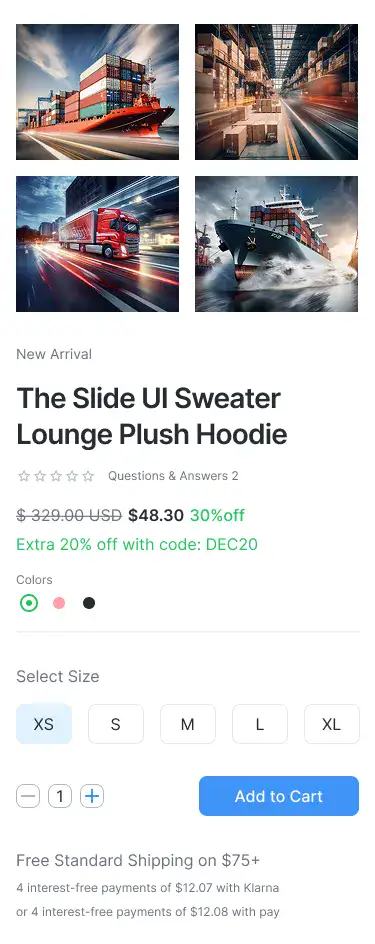 New Arrival
The Slide UI Sweater
Lounge Plush Hoodie
Questions & Answers 2
$ 329.00 USD $48.30 30%off
Extra 20% off with code: DEC20
Colors
Select Size
XS S M L XL
1 Add to Cart
Free Standard Shipping on $75+
4 interest-free payments of $12.07 with Klarna
or 4 interest-free payments of $12.08 with pay